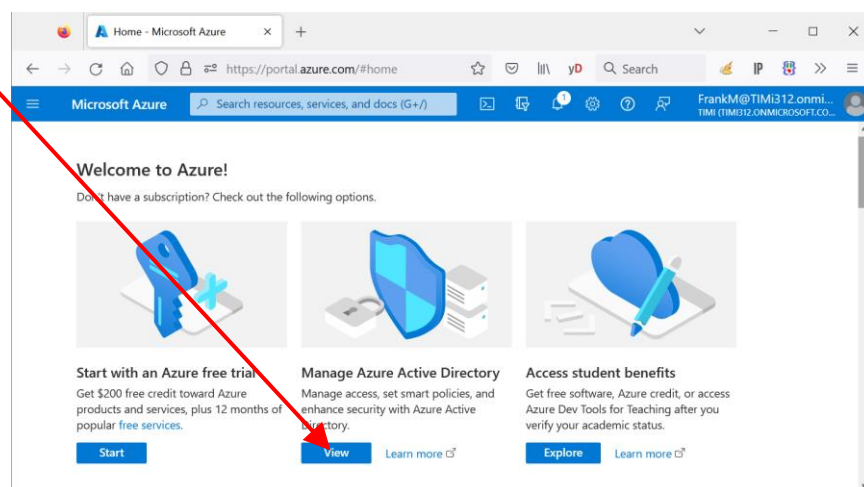 Home - Microsoft Azure
https://portal.azure.com/#home
yD
Search
IP
Microsoft Azure
Search resources, services, and docs (G+/)
1
FrankM@TIMi312.onmi...
TIMI (TIMI312.ONMICROSOFT.CO...
Welcome to Azure!
Don't have a subscription? Check out the following options.
Start with an Azure free trial
Get $200 free credit toward Azure
products and services, plus 12 months of
popular free services.
Start
Manage Azure Active Directory
Manage access, set smart policies, and
enhance security with Azure Active
Directory.
View
Learn more
Access student benefits
Get free software, Azure credit, or access
Azure Dev Tools for Teaching after you
verify your academic status.
Explore
Learn more